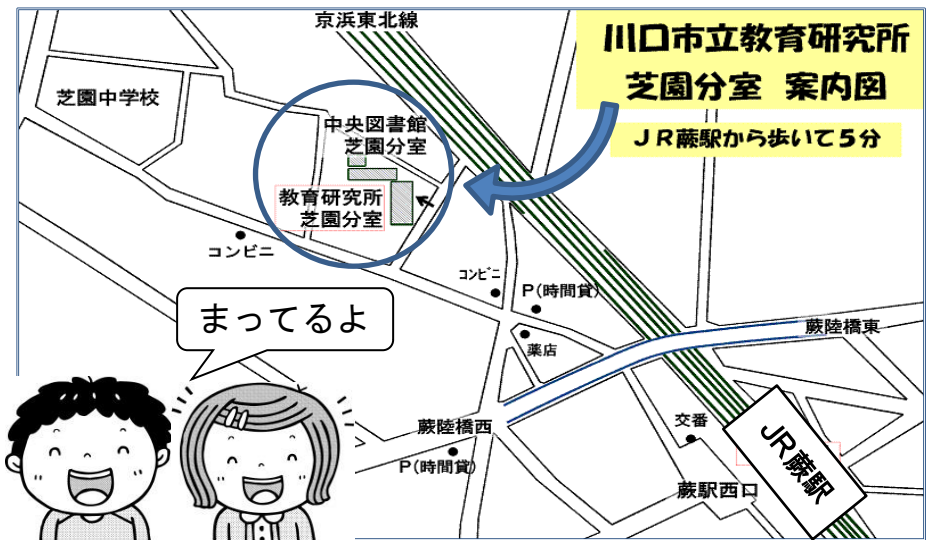 京浜東北線
川口市立教育研究所
芝園分室 案内図
JR蕨駅から歩いて5分
芝園中学校
中央図書館
芝園分室
教育研究所
芝園分室
コンビニ
コンビニ
P(時間貸)
薬店
まってるよ
蕨陸橋東
蕨陸橋西
P(時間貸)
交番
JR蕨駅
蕨駅西口